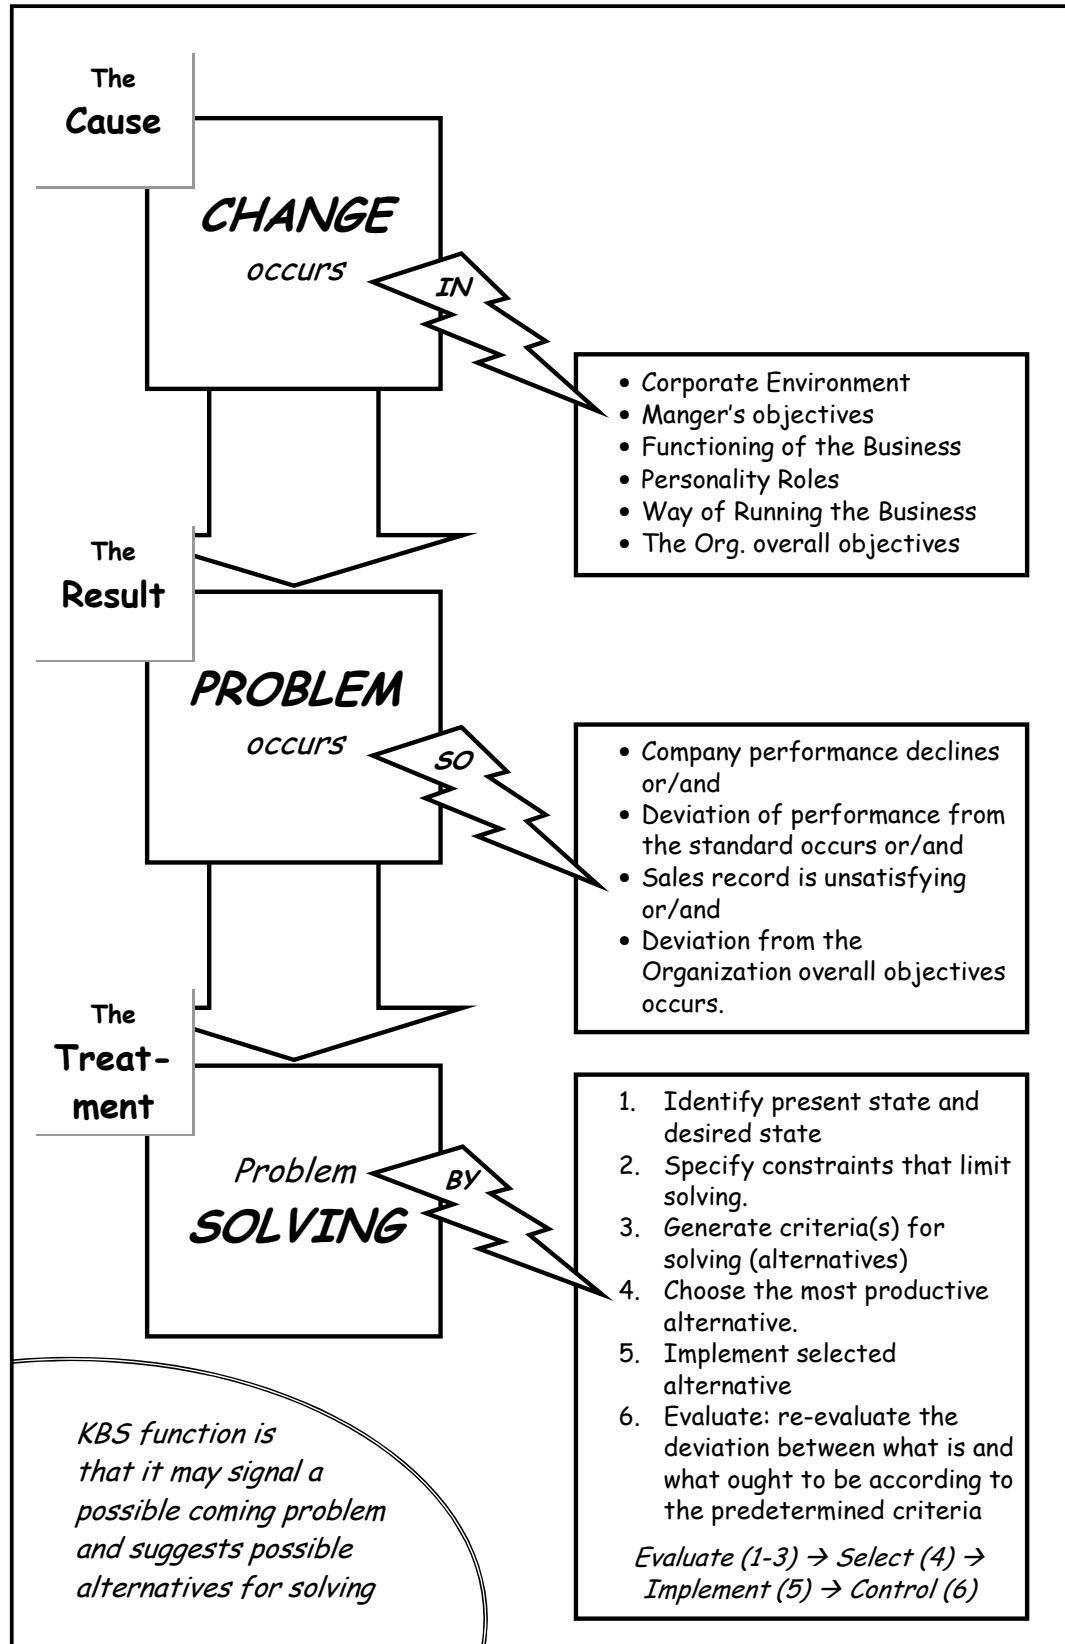 The
Cause
CHANGE
occurs
IN
• Corporate Environment
• Manger's objectives
• Functioning of the Business
• Personality Roles
• Way of Running the Business
• The Org. overall objectives
The
Result
PROBLEM
occurs
SO
• Company performance declines
or/and
• Deviation of performance from
the standard occurs or/and
• Sales record is unsatisfying
or/and
• Deviation from the
Organization overall objectives
occurs.
The
Treat-
ment
Problem
SOLVING
BY
1. Identify present state and
desired state
2. Specify constraints that limit
solving.
3. Generate criteria(s) for
solving (alternatives)
4. Choose the most productive
alternative.
5. Implement selected
alternative
6. Evaluate: re-evaluate the
deviation between what is and
what ought to be according to
the predetermined criteria
Evaluate (1-3) → Select (4) →
Implement (5) → Control (6)
KBS function is
that it may signal a
possible coming problem
and suggests possible
alternatives for solving